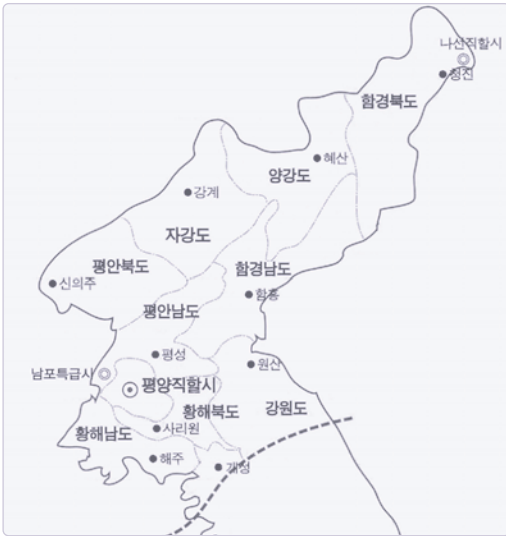 나선직할시
청진
함경북도
혜산
양강도
강계
자강도
평안북도
함경남도
신의주
함흥
평안남도
평성
원산
남포특급시
평양직할시
황해북도
강원도
사리원
황해남도
해주
개성